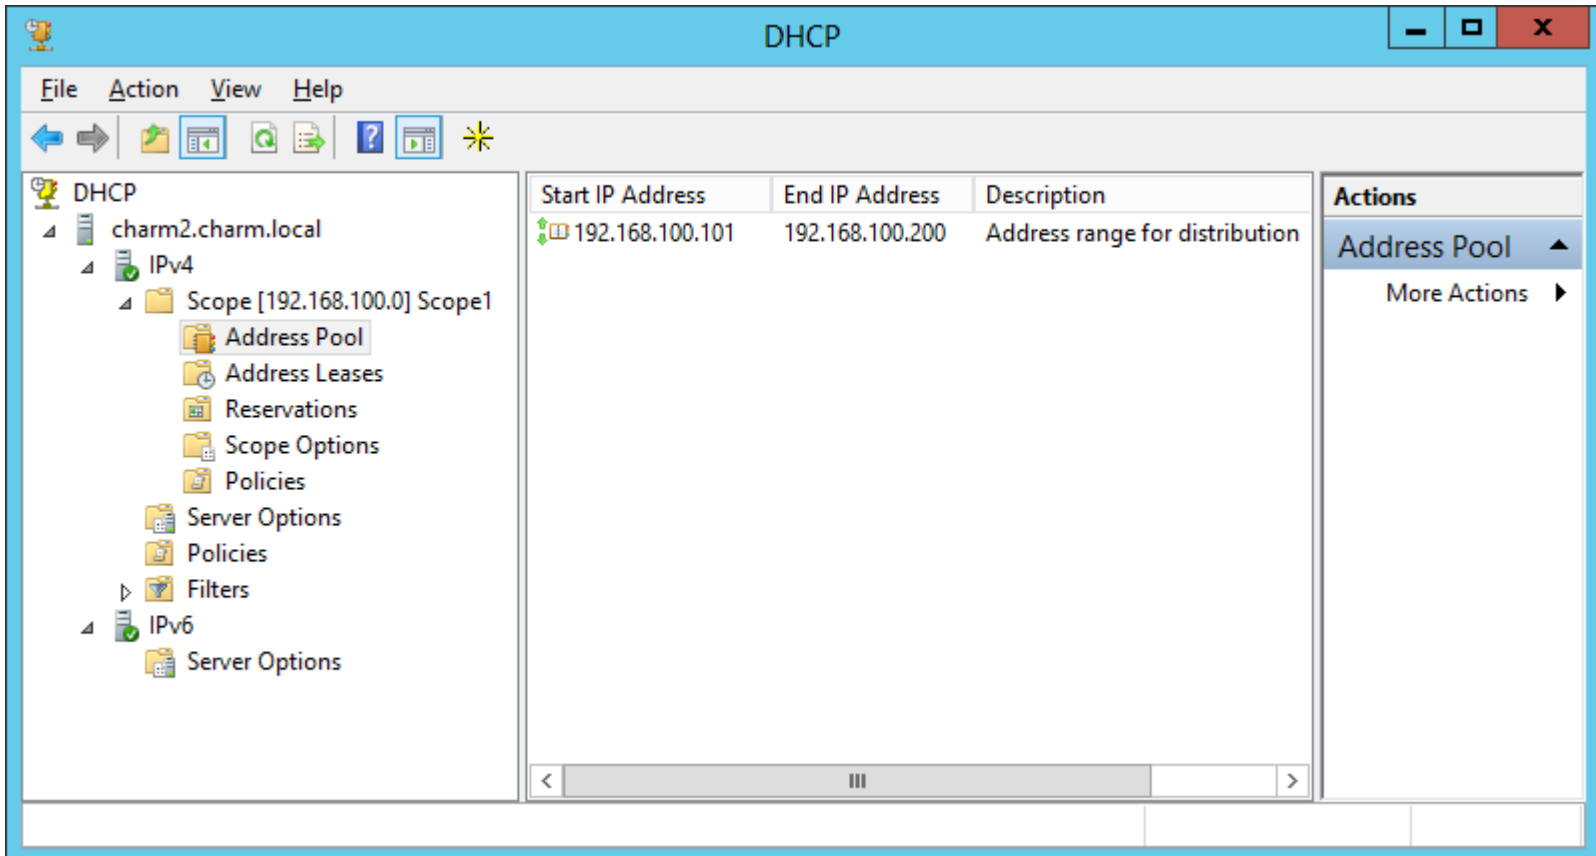 DHCP
File Action View Help
DHCP
charm2.charm.local
IPv4
Scope [192.168.100.0] Scope1
Address Pool
Address Leases
Reservations
Scope Options
Policies
Server Options
Policies
Filters
IPv6
Server Options
Start IP Address End IP Address Description
192.168.100.101 192.168.100.200 Address range for distribution
Actions
Address Pool
More Actions